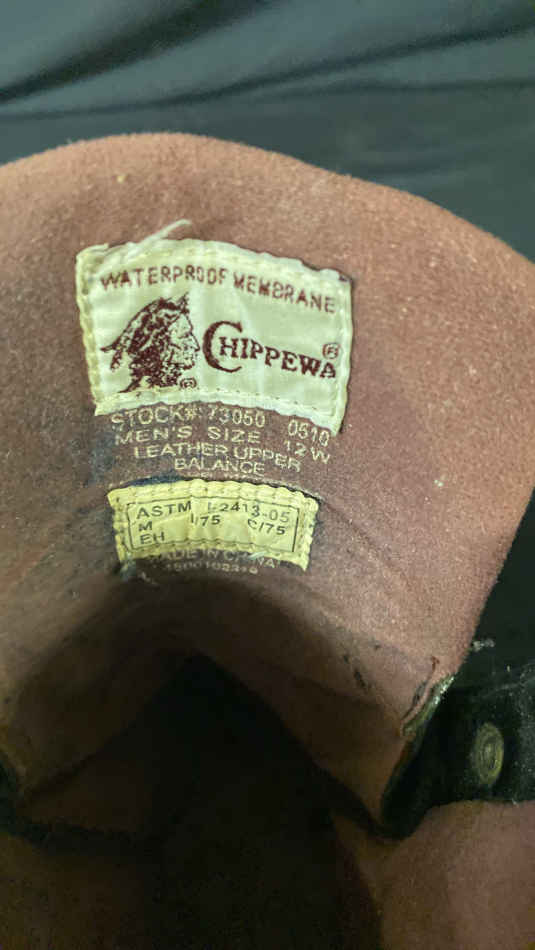 WATERPROOF MEMBRANE
CHIPPEWA®
®
STOCK#: 73050 0510
MEN'S SIZE 12W
LEATHER UPPER
BALANCE
ASTM F2413-05
M I/75 C/75
EH
MADE IN CHINA